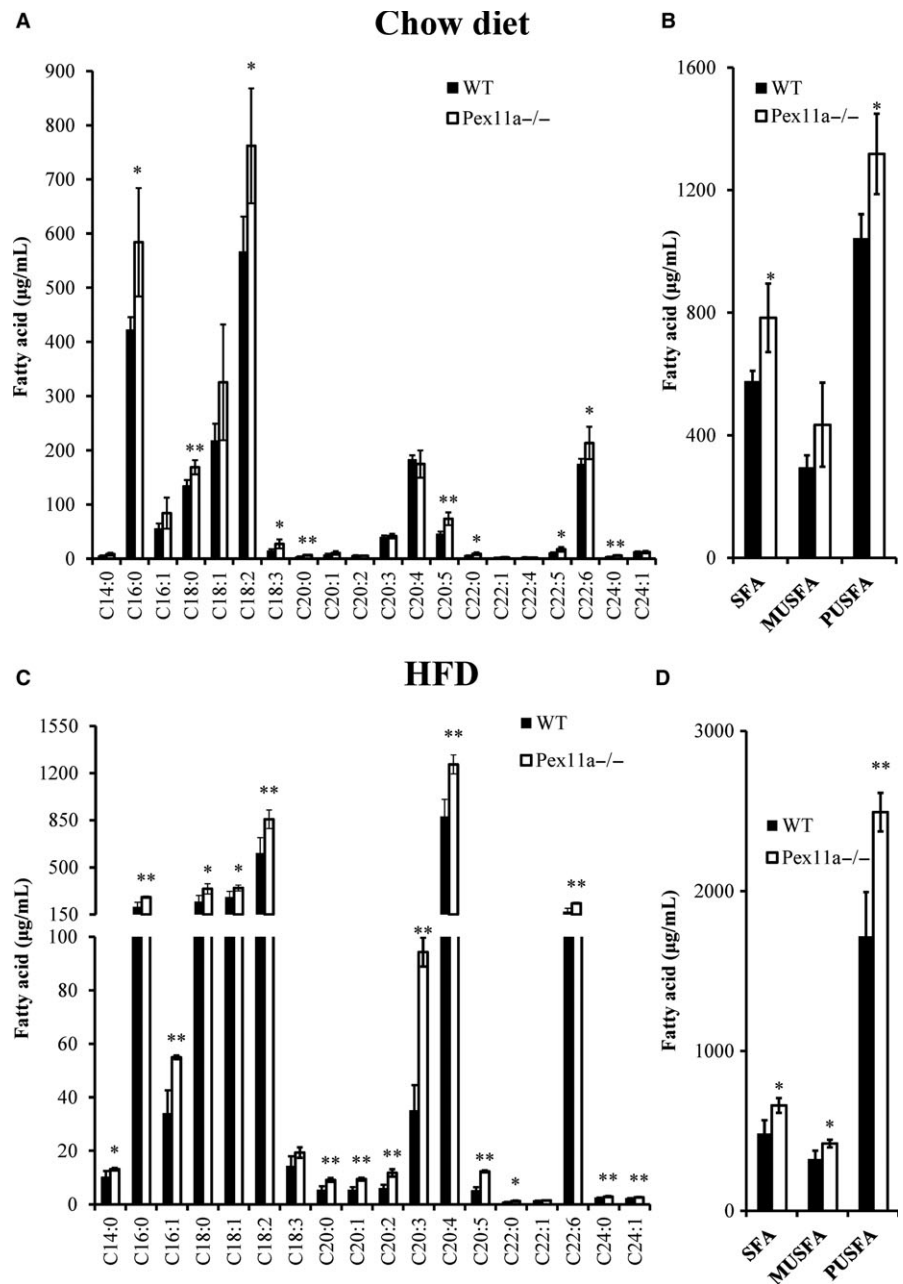 A
Chow diet
B
900
800
700
600
500
400
300
200
100
0
Fatty acid (µg/mL)
WT
Pex11a–/–
*
*
**
*
**
**
*
*
*
**
C14:0
C16:0
C16:1
C18:0
C18:1
C18:2
C18:3
C20:0
C20:1
C20:2
C20:3
C20:4
C20:5
C22:0
C22:1
C22:4
C22:5
C22:6
C24:0
C24:1
1600
1200
800
400
0
Fatty acid (µg/mL)
WT
Pex11a–/–
*
*
SFA
MUSFA
PUSFA
C
HFD
D
1550
1200
850
500
150
100
80
60
40
20
0
Fatty acid (µg/mL)
WT
Pex11a–/–
*
**
**
*
*
**
**
**
**
**
**
**
*
**
**
**
C14:0
C16:0
C16:1
C18:0
C18:1
C18:2
C18:3
C20:0
C20:1
C20:2
C20:3
C20:4
C20:5
C22:0
C22:1
C22:6
C24:0
C24:1
3000
2000
1000
0
Fatty acid (µg/mL)
WT
Pex11a–/–
*
*
**
SFA
MUSFA
PUSFA